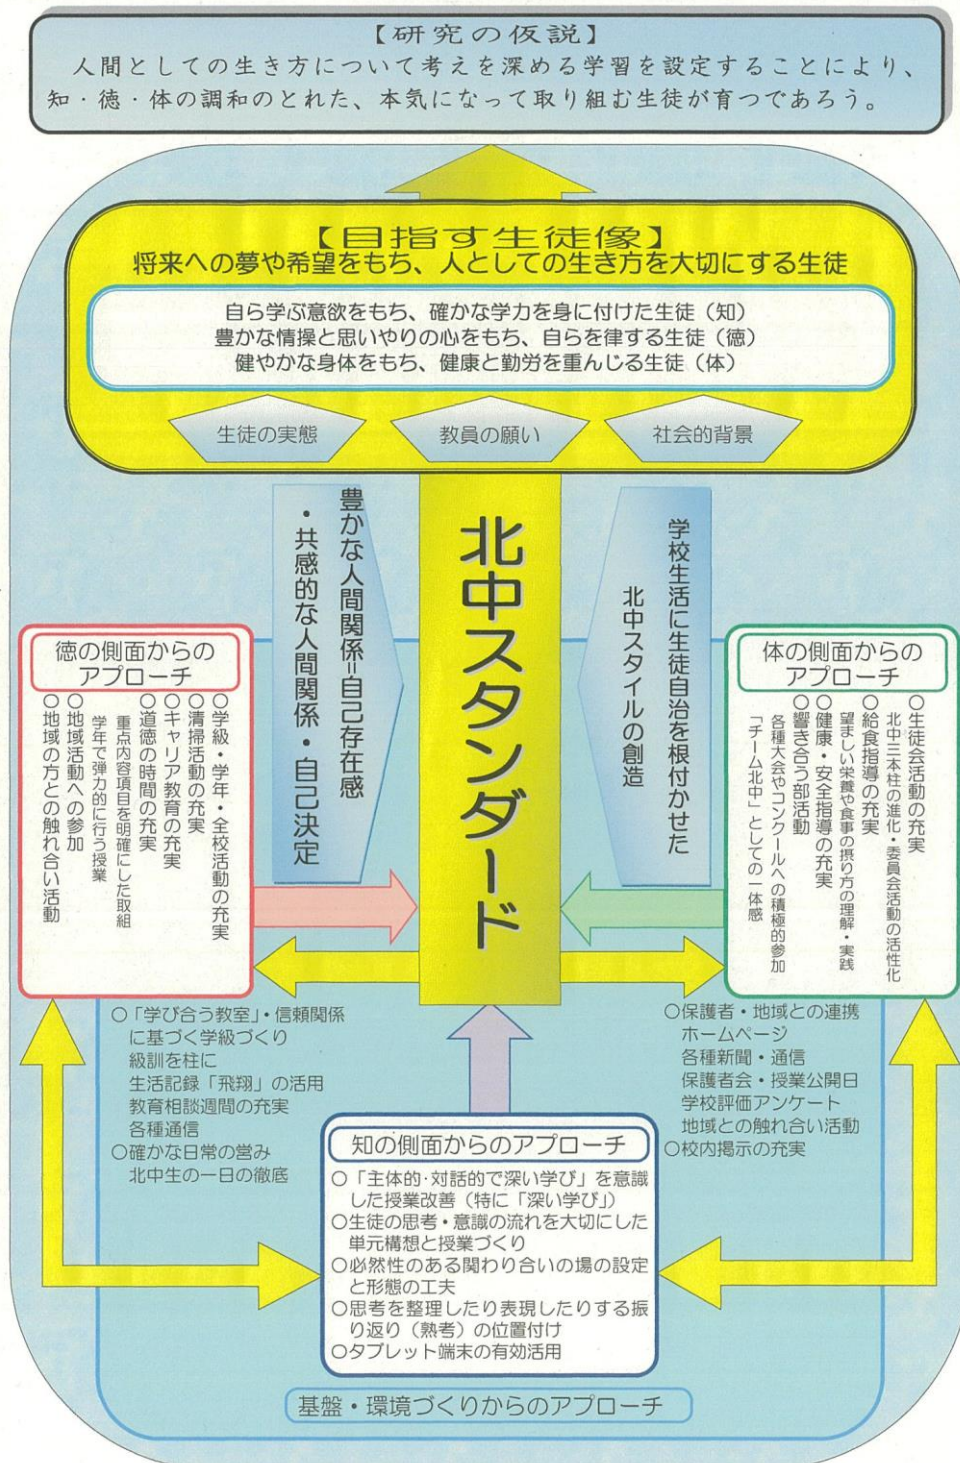 【研究の仮説】
人間としての生き方について考えを深める学習を設定することにより、
知・徳・体の調和のとれた、本気になって取り組む生徒が育つであろう。
【目指す生徒像】
将来への夢や希望をもち、人としての生き方を大切にする生徒
自ら学ぶ意欲をもち、確かな学力を身に付けた生徒（知）
豊かな情操と思いやりの心をもち、自らを律する生徒（徳）
健やかな身体をもち、健康と勤労を重んじる生徒（体）
生徒の実態
教員の願い
社会的背景
北中スタンダード
学校生活に生徒自治を根付かせた
北中スタイルの創造
豊かな人間関係=自己存在感
・共感的な人間関係・自己決定
体の側面からの
アプローチ
○生徒会活動の充実
北中三本柱の進化・委員会活動の活性化
○給食指導の充実
望ましい栄養や食事の摂り方の理解・実践
○健康・安全指導の充実
○響き合う部活動
各種大会やコンクールへの積極的参加
「チーム北中」としての一体感
徳の側面からの
アプローチ
○学級・学年・全校活動の充実
○清掃活動の充実
○キャリア教育の充実
○道徳の時間の充実
重点内容項目を明確にした取組
学年で弾力的に行う授業
○地域活動への参加
○地域の方との触れ合い活動
○「学び合う教室」・信頼関係
に基づく学級づくり
級訓を柱に
生活記録「飛翔」の活用
教育相談週間の充実
各種通信
○確かな日常の営み
北中生の一日の徹底
○保護者・地域との連携
ホームページ
各種新聞・通信
保護者会・授業公開日
学校評価アンケート
地域との触れ合い活動
○校内掲示の充実
知の側面からのアプローチ
○「主体的･対話的で深い学び」を意識
した授業改善（特に「深い学び」）
○生徒の思考・意識の流れを大切にした
単元構想と授業づくり
○必然性のある関わり合いの場の設定
と形態の工夫
○思考を整理したり表現したりする振
り返り（熟考）の位置付け
○タブレット端末の有効活用
基盤・環境づくりからのアプローチ